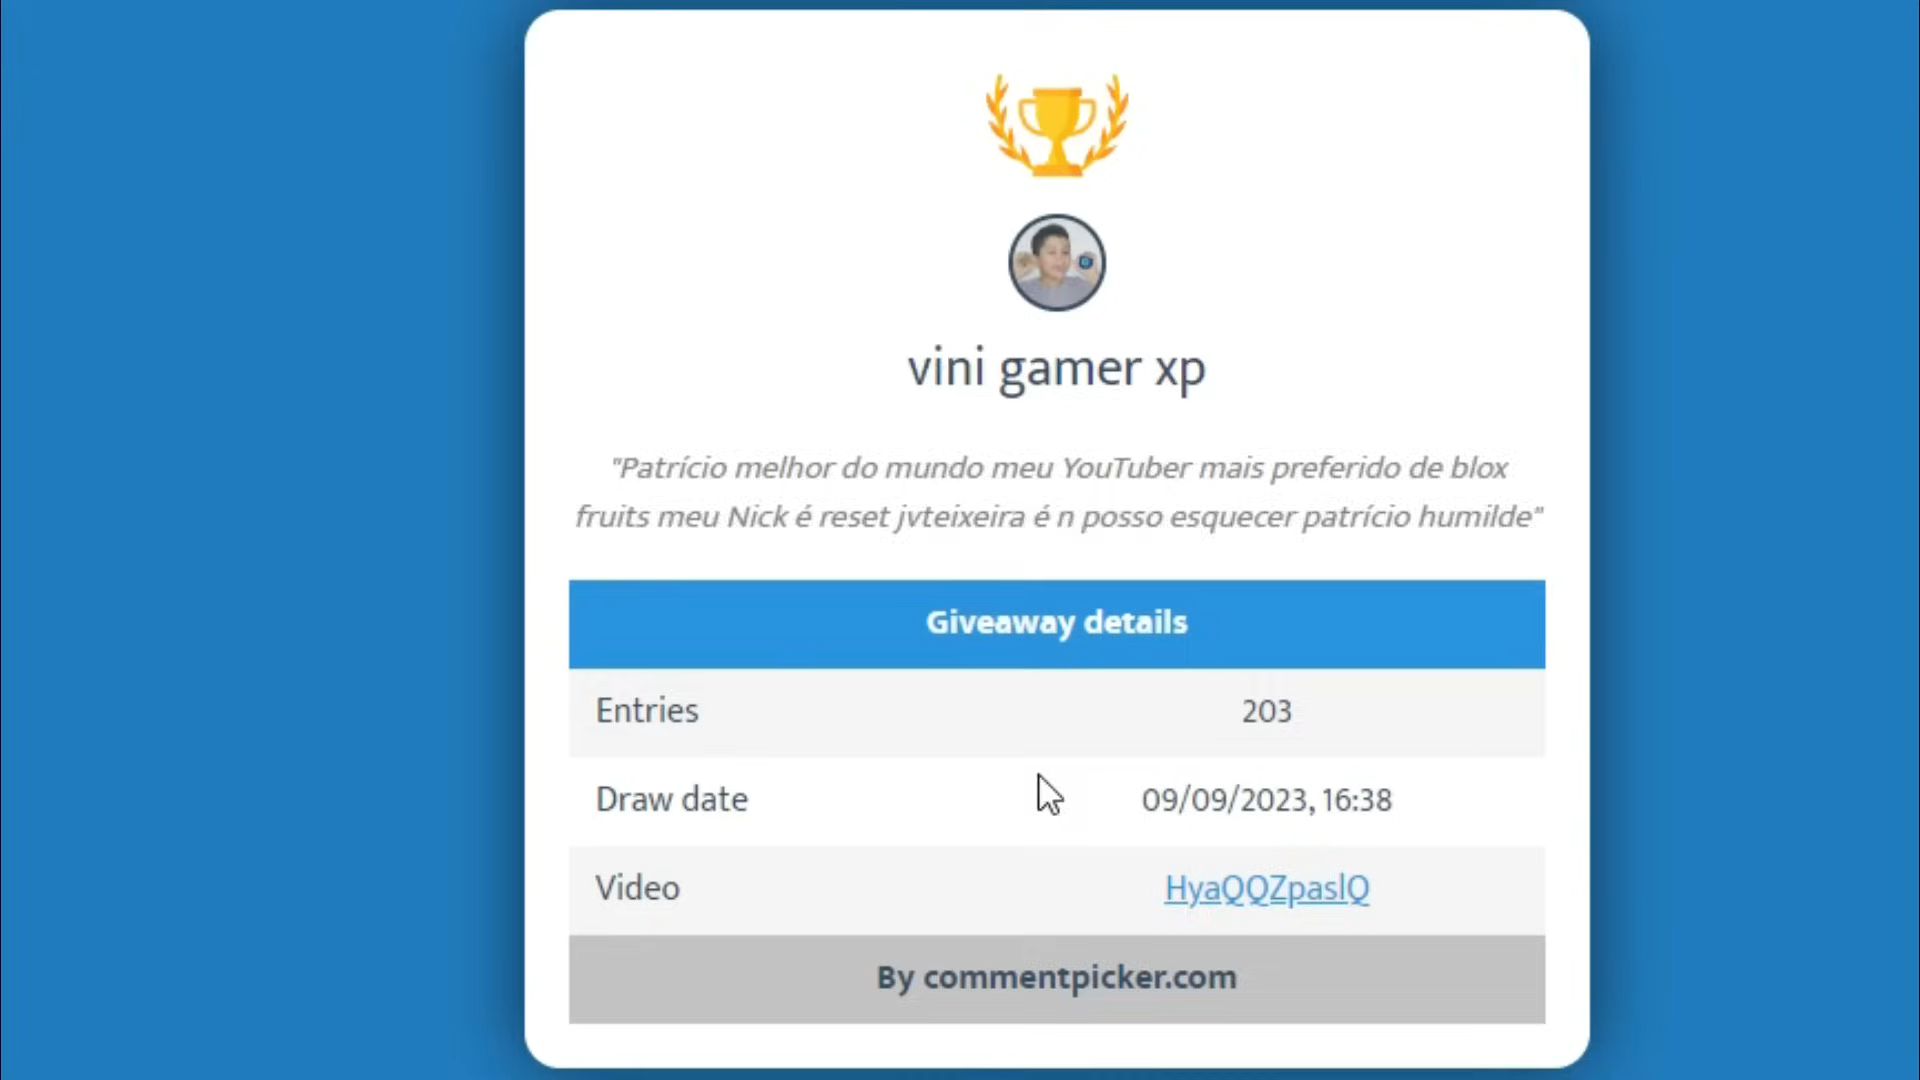 vini gamer xp
"Patrício melhor do mundo meu YouTuber mais preferido de blox
fruits meu Nick é reset jvteixeira é n posso esquecer patrício humilde"
Giveaway details
Entries 203
Draw date 09/09/2023, 16:38
Video HyaQQZpaslQ
By commentpicker.com